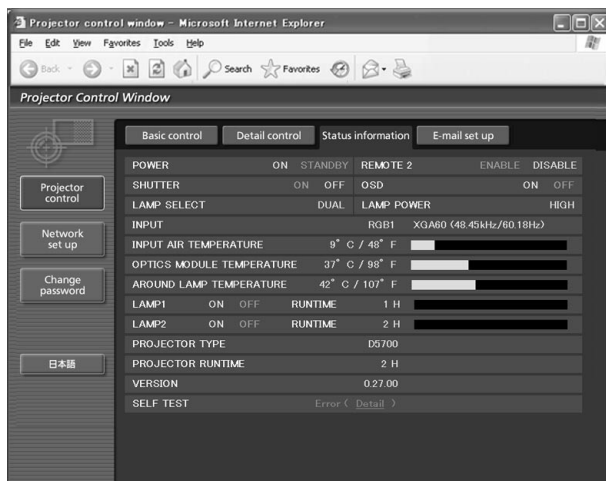 Projector control window - Microsoft Internet Explorer
File Edit View Favorites Tools Help
Back Search Favorites
Projector Control Window
Basic control Detail control Status information E-mail set up
Projector control
Network set up
Change password
日本語
POWER ON STANDBY REMOTE 2 ENABLE DISABLE
SHUTTER ON OFF OSD ON OFF
LAMP SELECT DUAL LAMP POWER HIGH
INPUT RGB1 XGA60 (48.45kHz/60.18Hz)
INPUT AIR TEMPERATURE 9° C / 48° F
OPTICS MODULE TEMPERATURE 37° C / 98° F
AROUND LAMP TEMPERATURE 42° C / 107° F
LAMP1 ON OFF RUNTIME 1 H
LAMP2 ON OFF RUNTIME 2 H
PROJECTOR TYPE D5700
PROJECTOR RUNTIME 2 H
VERSION 0.27.00
SELF TEST Error ( Detail )